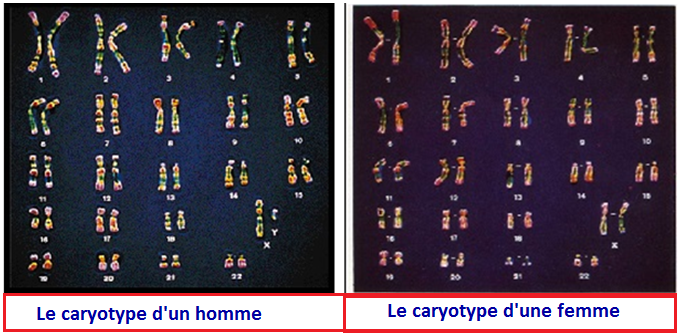 1 2 3 4 5
6 7 8 9 10
11 12 13 14 15
16 17 18 X Y
19 20 21 22
Le caryotype d'un homme
1 2 3 4 5
6 7 8 9 10
11 12 13 14 15
16 17 18 X
19 20 21 22
Le caryotype d'une femme